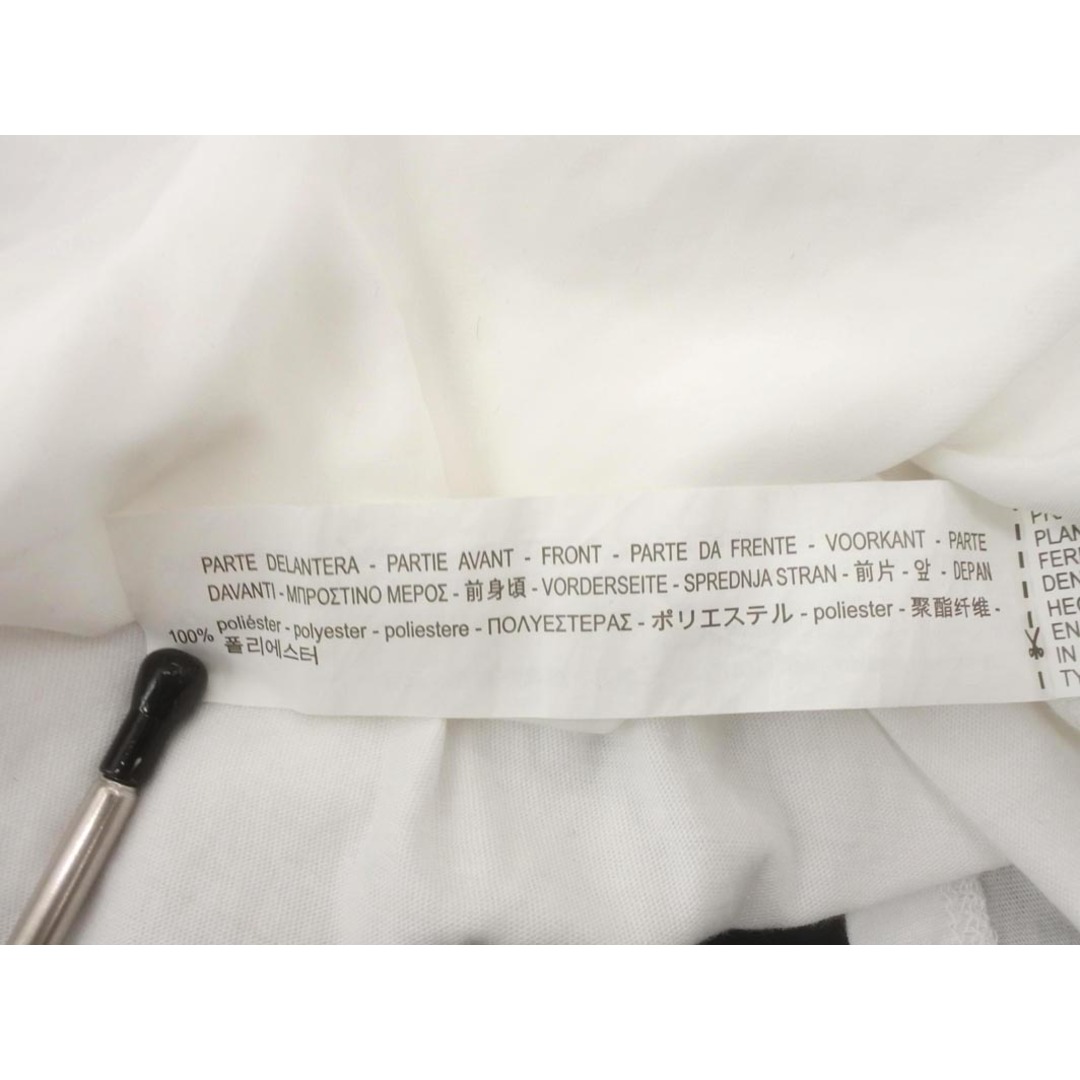 PARTE DELANTERA - PARTIE AVANT - FRONT - PARTE DA FRENTE - VOORKANT - PARTE
DAVANTI - ΜΠΡΟΣΤΙΝΟ ΜΕΡΟΣ - 前身頃 - VORDERSEITE - SPREDNJA STRAN - 前片 - 앞 - DEPAN
100% poliéster - polyester - poliestere - ΠΟΛΥΕΣΤΕΡΑΣ - ポリエステル - poliester - 聚酯纤维 -
폴리에스터
PLAN
FER
DEN
HEC
EN
IN
TY